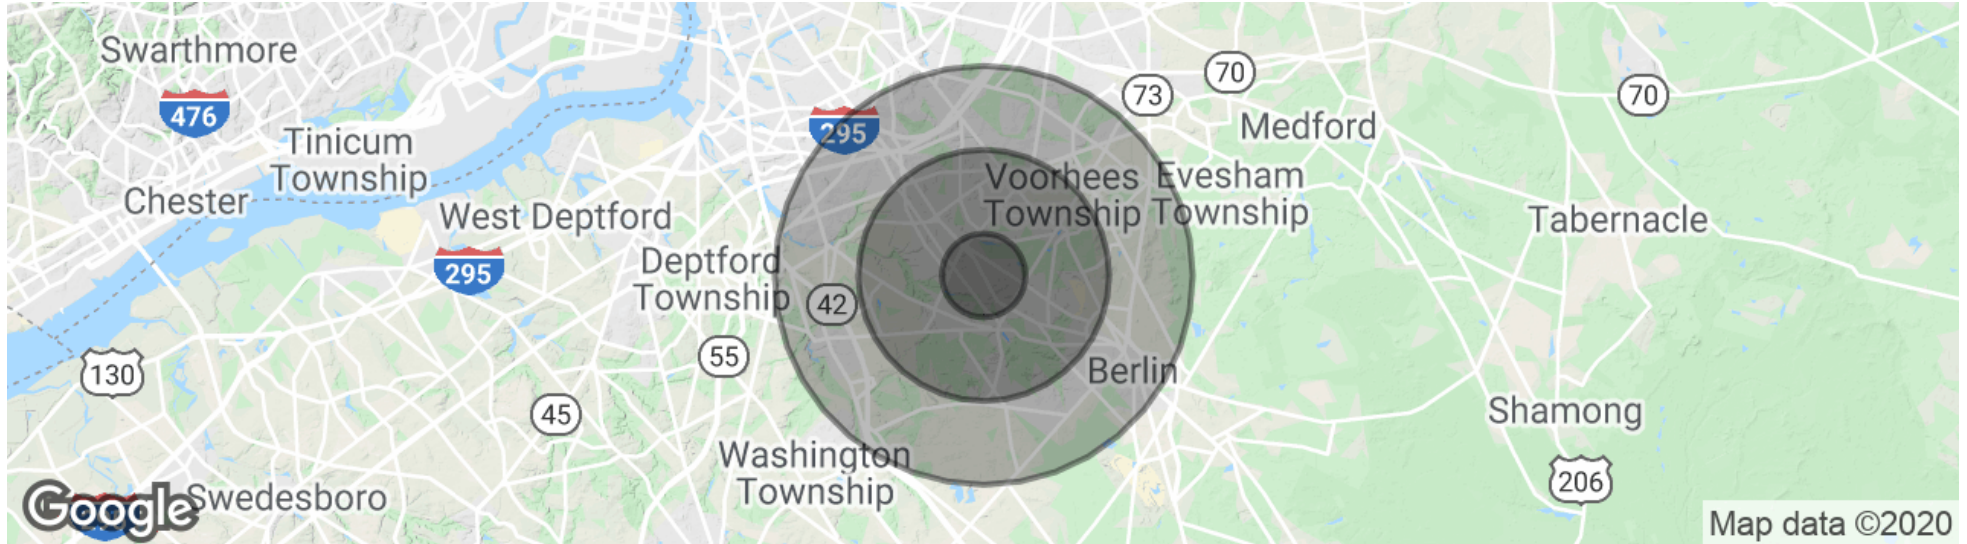 Swarthmore
476
Tinicum
Township
Chester
West Deptford
295
Deptford
Township
42
55
130
45
Washington
Township
Swedesboro
Google
295
Voorhees
Township
Evesham
Township
73
70
Medford
70
Tabernacle
Berlin
Shamong
206
Map data ©2020